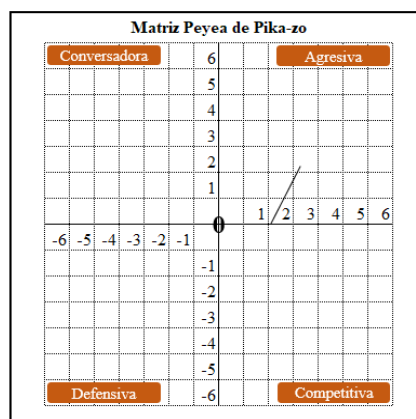 Matriz Peyea de Pika-zo
Conversadora 6 Agresiva
5
4
3
2
1 1 2 3 4 5 6
0
-6 -5 -4 -3 -2 -1
-1
-2
-3
-4
-5
Defensiva -6 Competitiva